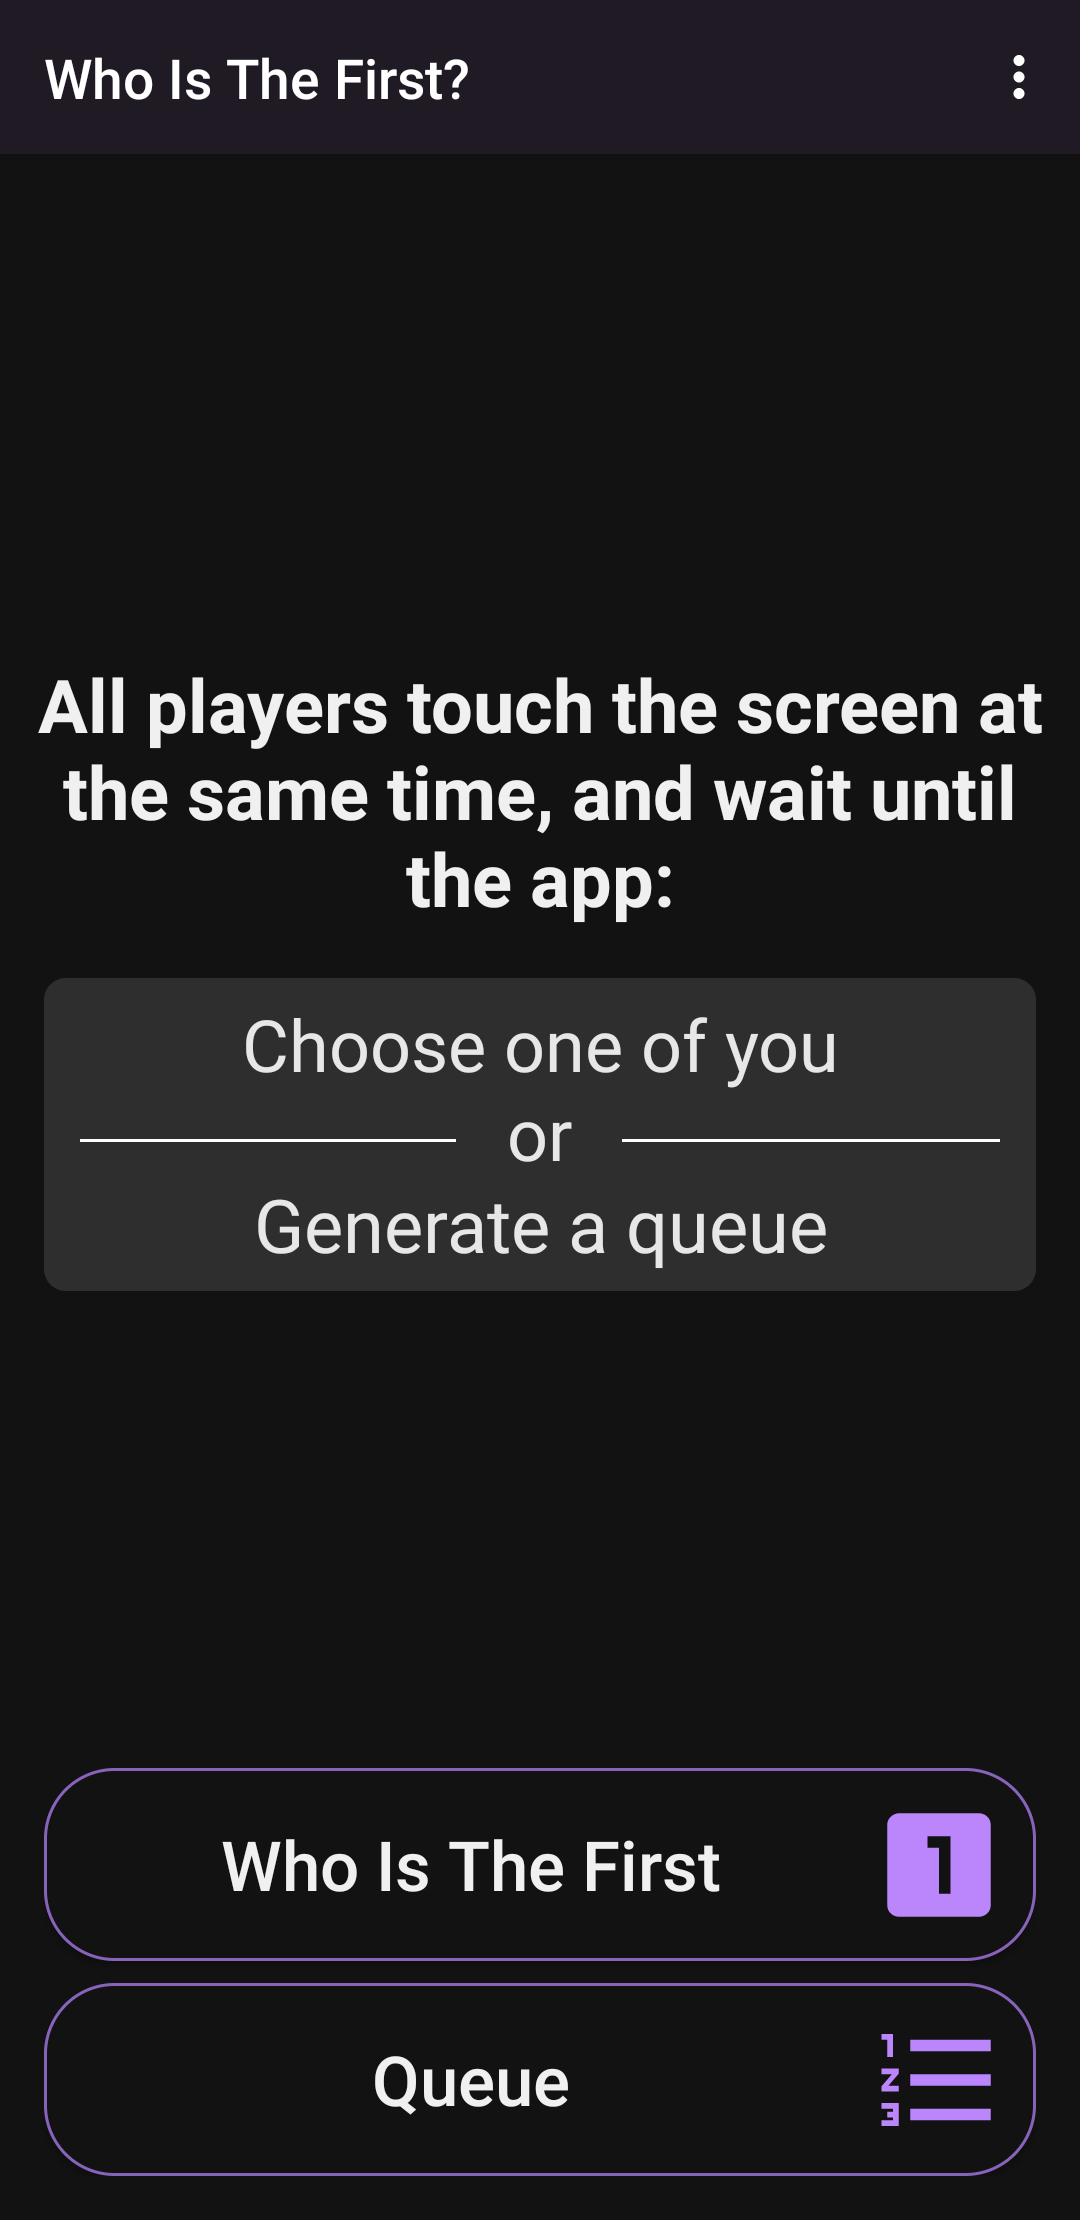 Who Is The First?
All players touch the screen at
the same time, and wait until
the app:
Choose one of you
or
Generate a queue
Who Is The First
1
Queue
1
2
3